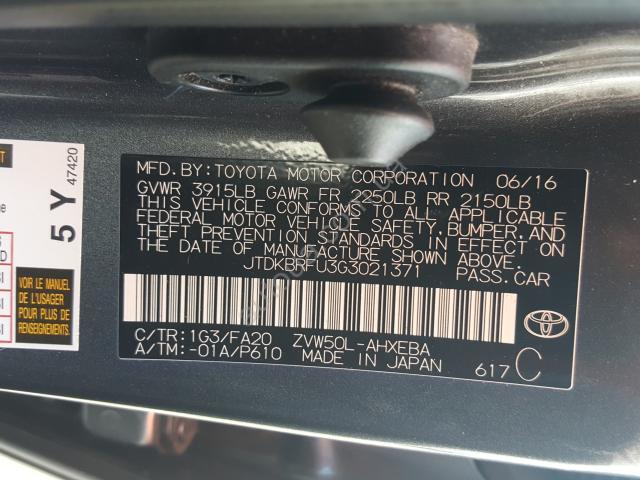 MFD.BY:TOYOTA MOTOR CORPORATION 06/16
GVWR 3915LB GAWR FR 2250LB RR 2150LB
THIS VEHICLE CONFORMS TO ALL APPLICABLE
FEDERAL MOTOR VEHICLE SAFETY,BUMPER,AND
THEFT PREVENTION STANDARDS IN EFFECT ON
THE DATE OF MANUFACTURE SHOWN ABOVE.
JTDKBRFU3G3021371 PASS.CAR
C/TR:1G3/FA20 ZVW50L-AHXEBA
A/TM:-01A/P610 MADE IN JAPAN
617 C
TOYOTA
5 Y 47420
VOIR LE MANUEL
DE L'USAGER
POUR PLUS DE
RENSEIGNEMENTS